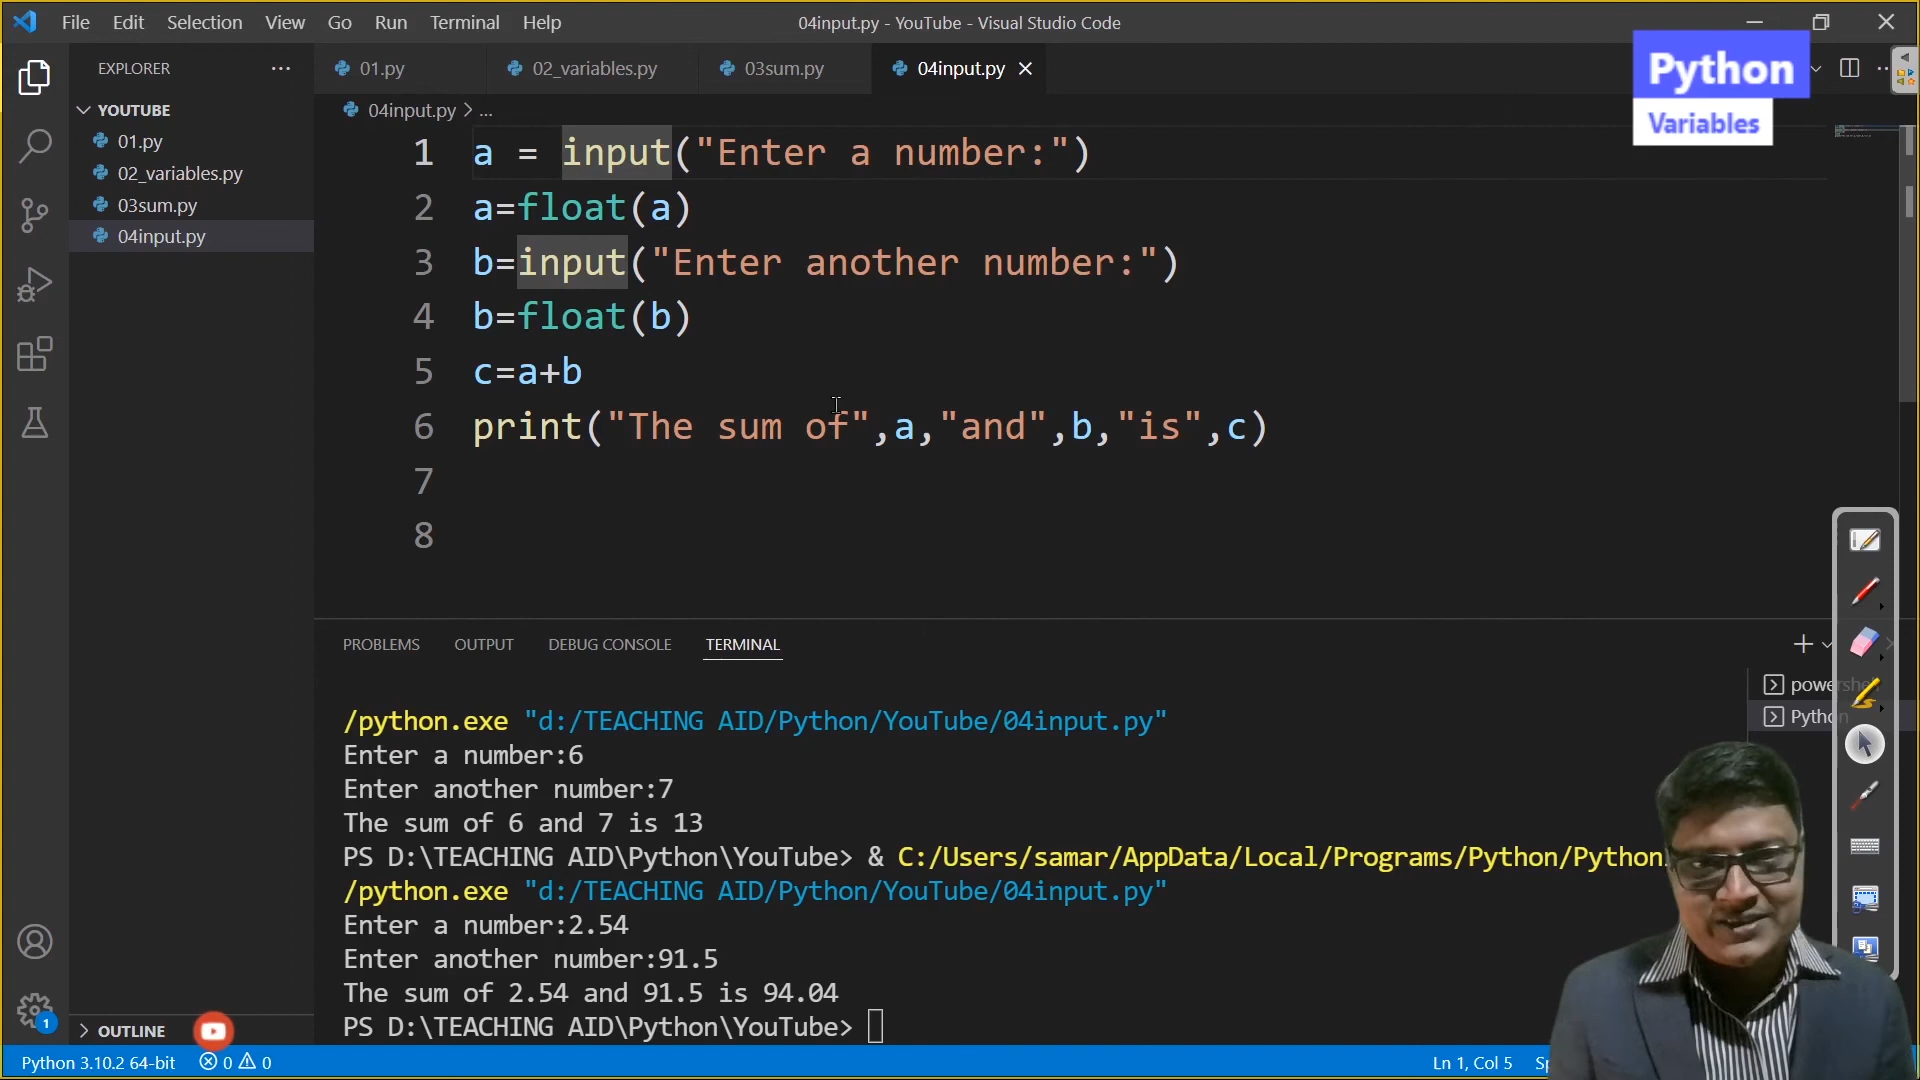 File Edit Selection View Go Run Terminal Help
04input.py - YouTube - Visual Studio Code
Python
Variables
EXPLORER
01.py 02_variables.py 03sum.py 04input.py
YOUTUBE
01.py
02_variables.py
03sum.py
04input.py
04input.py > ...
1 a = input("Enter a number:")
2 a=float(a)
3 b=input("Enter another number:")
4 b=float(b)
5 c=a+b
6 print("The sum of",a,"and",b,"is",c)
7
8
PROBLEMS OUTPUT DEBUG CONSOLE TERMINAL
Python
/python.exe "d:/TEACHING AID/Python/YouTube/04input.py"
Enter a number:6
Enter another number:7
The sum of 6 and 7 is 13
PS D:\TEACHING AID\Python\YouTube> & C:/Users/samar/AppData/Local/Programs/Python/Python
/python.exe "d:/TEACHING AID/Python/YouTube/04input.py"
Enter a number:2.54
Enter another number:91.5
The sum of 2.54 and 91.5 is 94.04
PS D:\TEACHING AID\Python\YouTube>
1
OUTLINE
Python 3.10.2 64-bit 0 0
Ln 1, Col 5